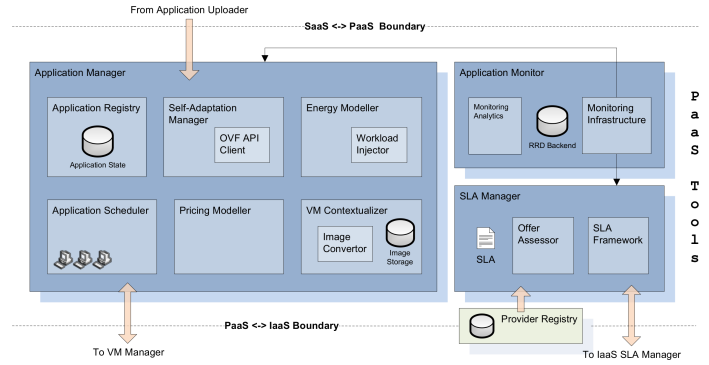 From Application Uploader
SaaS <-> PaaS Boundary
Application Manager
Application Registry
Application State
Self-Adaptation
Manager
OVF API
Client
Energy Modeller
Workload
Injector
Application Scheduler
Pricing Modeller
VM Contextualizer
Image
Convertor
Image
Storage
Application Monitor
Monitoring
Analytics
RRD Backend
Monitoring
Infrastructure
SLA Manager
SLA
Offer
Assessor
SLA
Framework
PaaS Tools
PaaS <-> IaaS Boundary
Provider Registry
To VM Manager
To IaaS SLA Manager